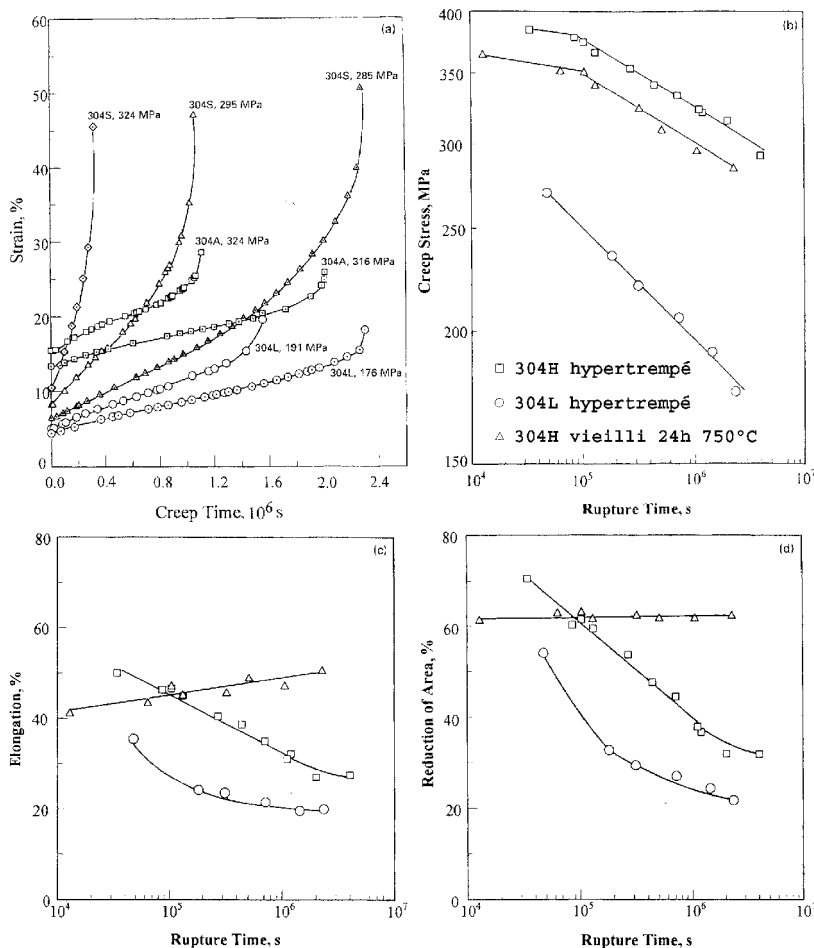 (a)
60
50
40
30
20
10
0
Strain, %
304S, 324 MPa
304S, 295 MPa
304S, 285 MPa
304A, 324 MPa
304A, 316 MPa
304L, 191 MPa
304L, 176 MPa
0.0 0.4 0.8 1.2 1.6 2.0 2.4
Creep Time, 10⁶ s
(b)
400
350
300
250
200
150
Creep Stress, MPa
304H hypertrempé
304L hypertrempé
304H vieilli 24h 750°C
10⁴ 10⁵ 10⁶ 10⁷
Rupture Time, s
(c)
80
60
40
20
0
Elongation, %
10⁴ 10⁵ 10⁶ 10⁷
Rupture Time, s
(d)
80
60
40
20
0
Reduction of Area, %
10⁴ 10⁵ 10⁶ 10⁷
Rupture Time, s